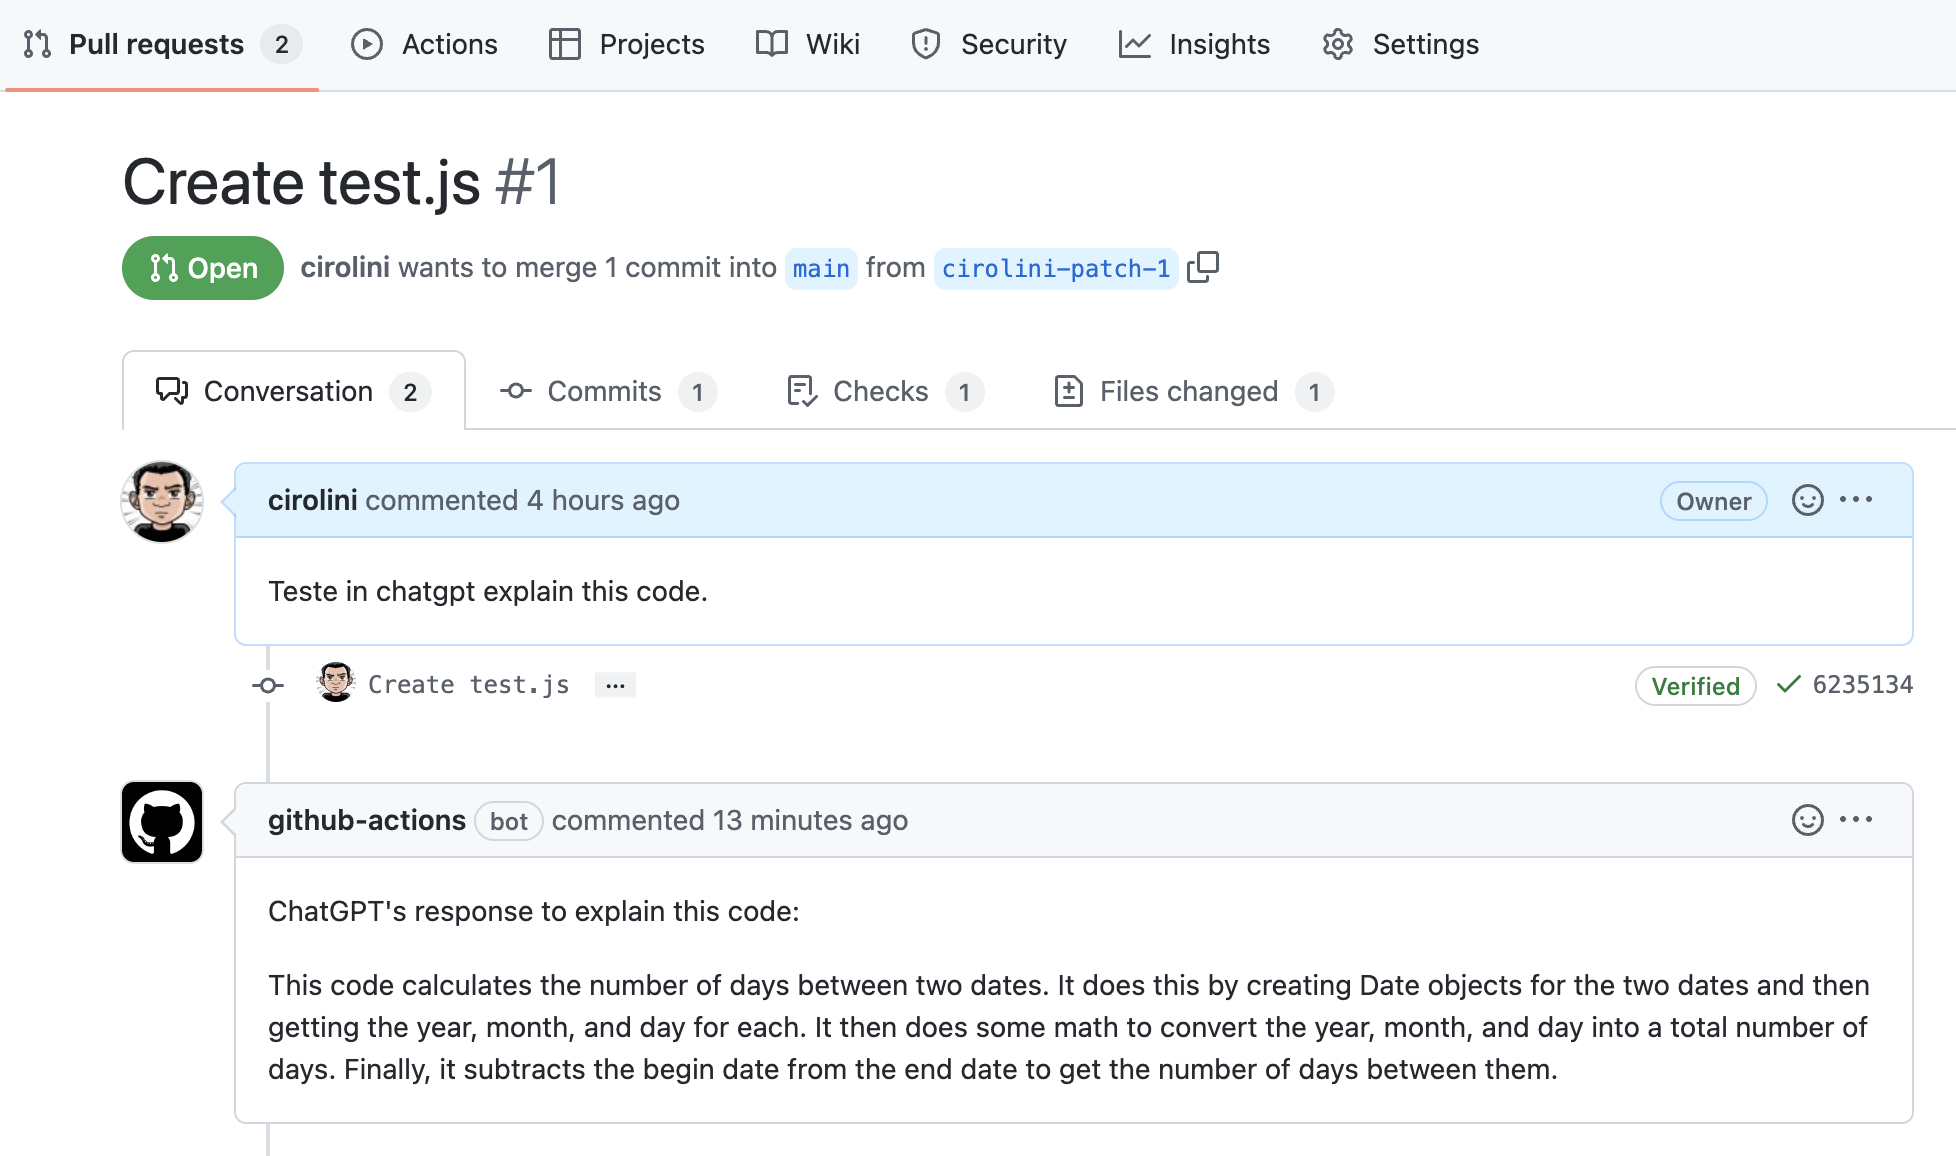 Pull requests 2 Actions Projects Wiki Security Insights Settings
Create test.js #1
Open cirolini wants to merge 1 commit into main from cirolini-patch-1
Conversation 2 Commits 1 Checks 1 Files changed 1
cirolini commented 4 hours ago Owner
Teste in chatgpt explain this code.
Create test.js ... Verified 6235134
github-actions bot commented 13 minutes ago
ChatGPT's response to explain this code:
This code calculates the number of days between two dates. It does this by creating Date objects for the two dates and then
getting the year, month, and day for each. It then does some math to convert the year, month, and day into a total number of
days. Finally, it subtracts the begin date from the end date to get the number of days between them.